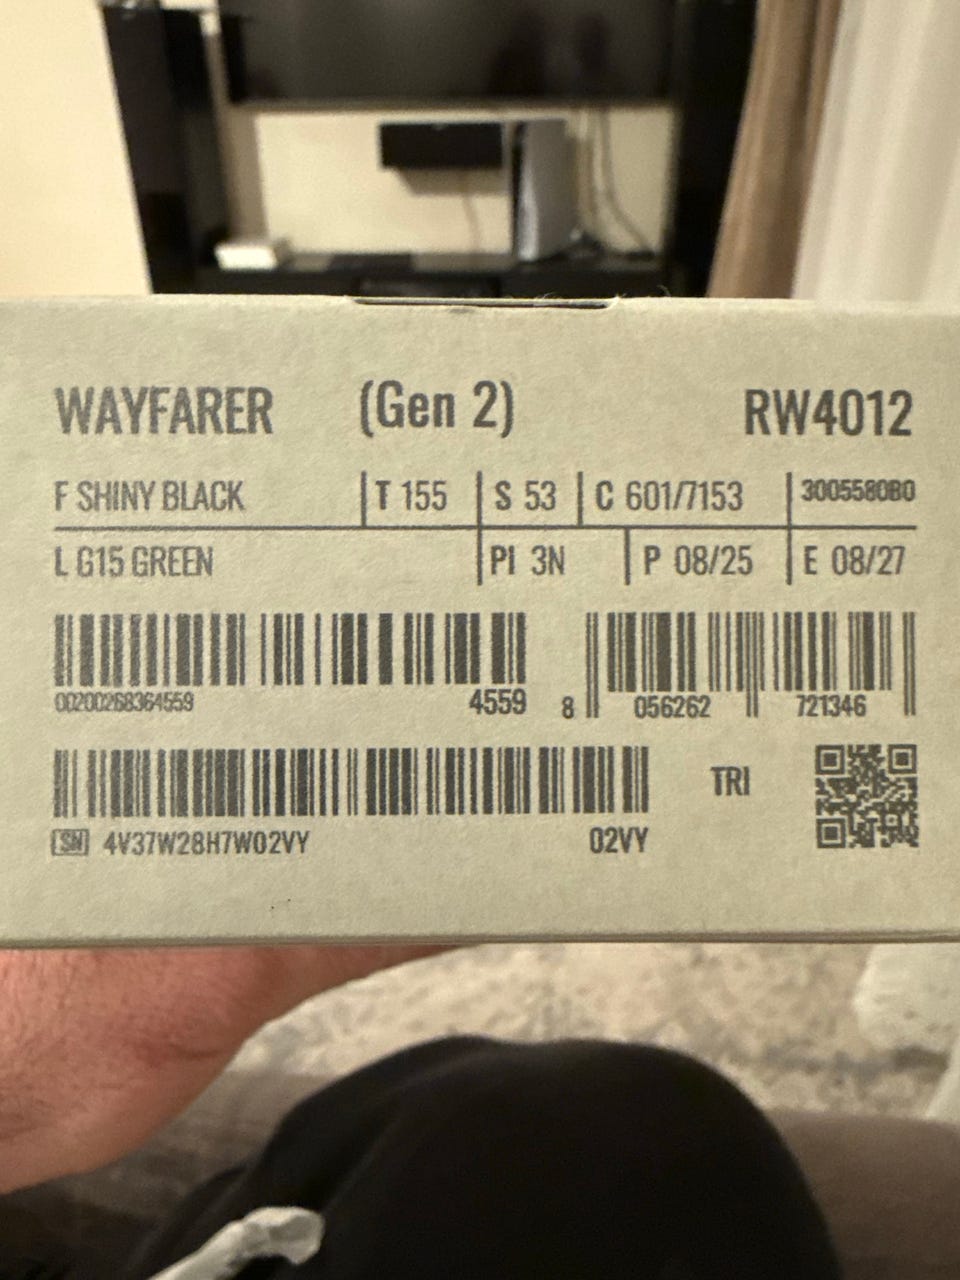 WAYFARER (Gen 2) RW4012
F SHINY BLACK T 155 S 53 C 601/7153 3005580B0
L G15 GREEN PI 3N P 08/25 E 08/27
00200268364559 4559 8 056262 721346
TRI
SN 4V37W28H7W02VY 02VY